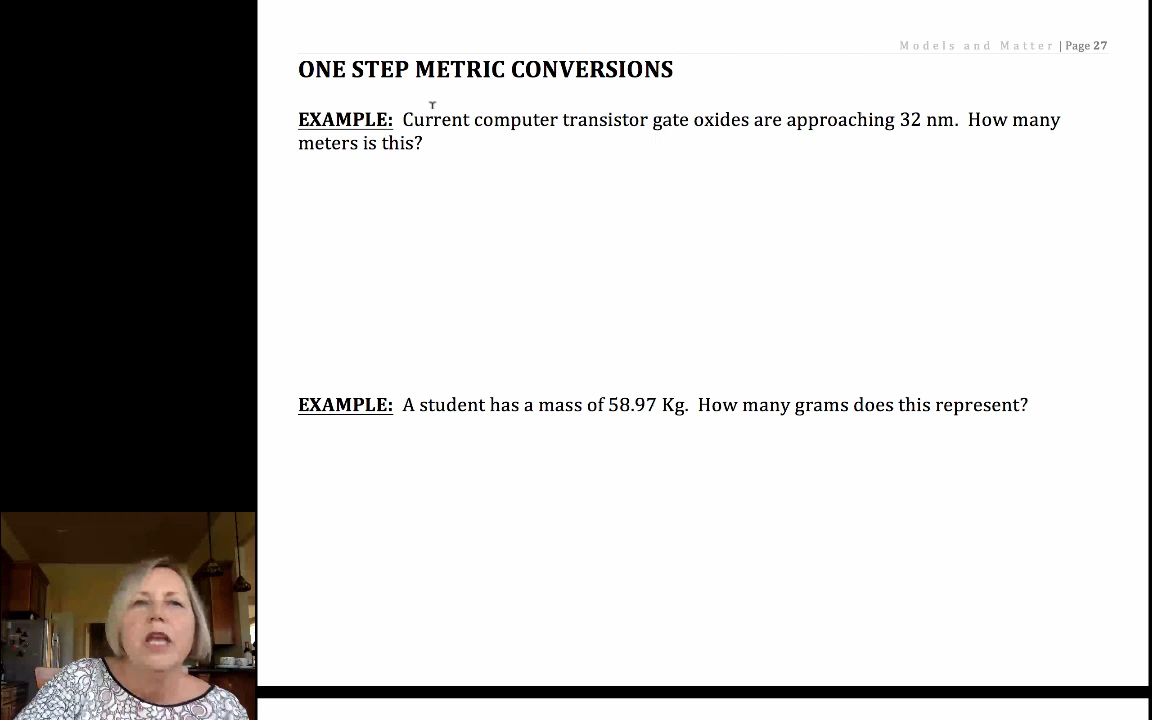 Models and Matter | Page 27
ONE STEP METRIC CONVERSIONS
EXAMPLE: Current computer transistor gate oxides are approaching 32 nm. How many
meters is this?
EXAMPLE: A student has a mass of 58.97 Kg. How many grams does this represent?